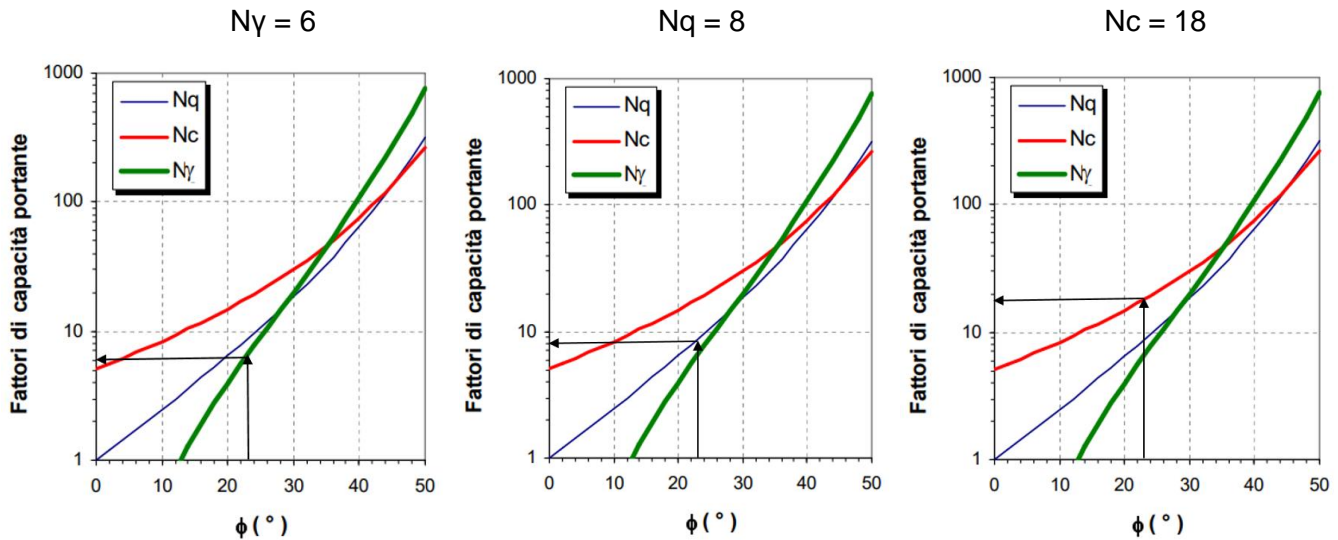 Nγ = 6
1000
100
10
1
Fattori di capacità portante
Nq
Nc
Nγ
0 10 20 30 40 50
ϕ ( ° )
Nq = 8
1000
100
10
1
Fattori di capacità portante
Nq
Nc
Nγ
0 10 20 30 40 50
ϕ ( ° )
Nc = 18
1000
100
10
1
Fattori di capacità portante
Nq
Nc
Nγ
0 10 20 30 40 50
ϕ ( ° )